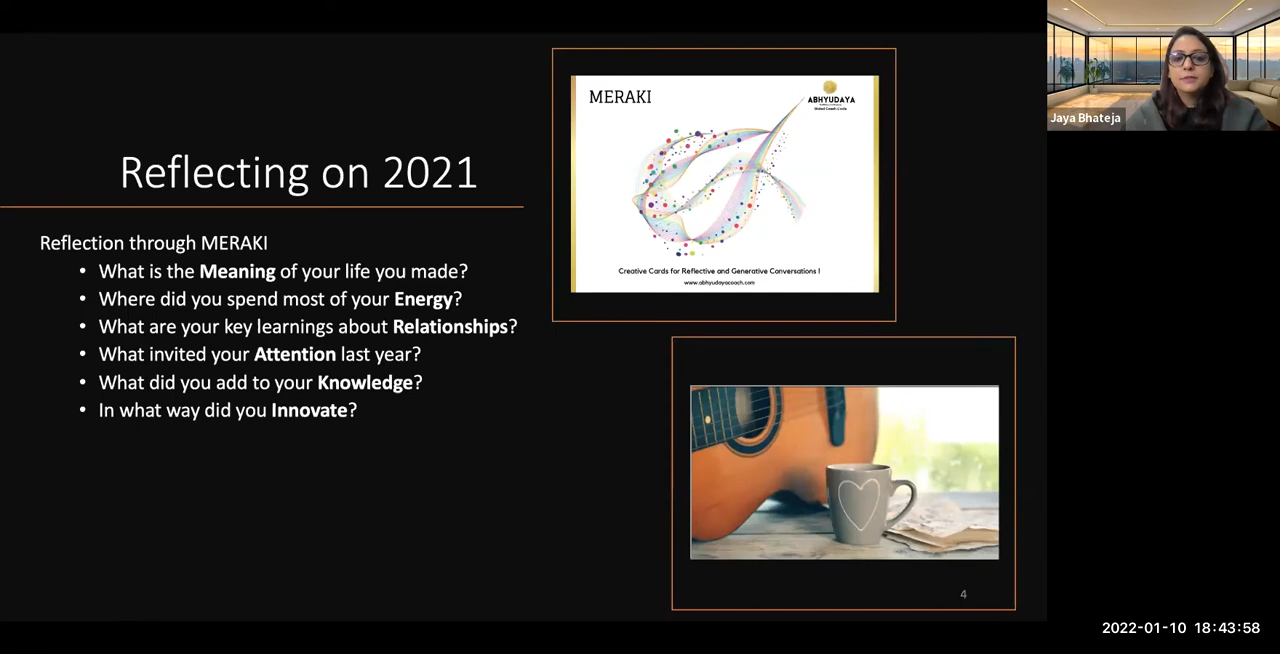 Reflecting on 2021
Reflection through MERAKI
• What is the Meaning of your life you made?
• Where did you spend most of your Energy?
• What are your key learnings about Relationships?
• What invited your Attention last year?
• What did you add to your Knowledge?
• In what way did you Innovate?
MERAKI
ABHYUDAYA
Creative Cards for Reflective and Generative Conversations !
www.abhyudayacoach.com
4
Jaya Bhateja
2022-01-10 18:43:58